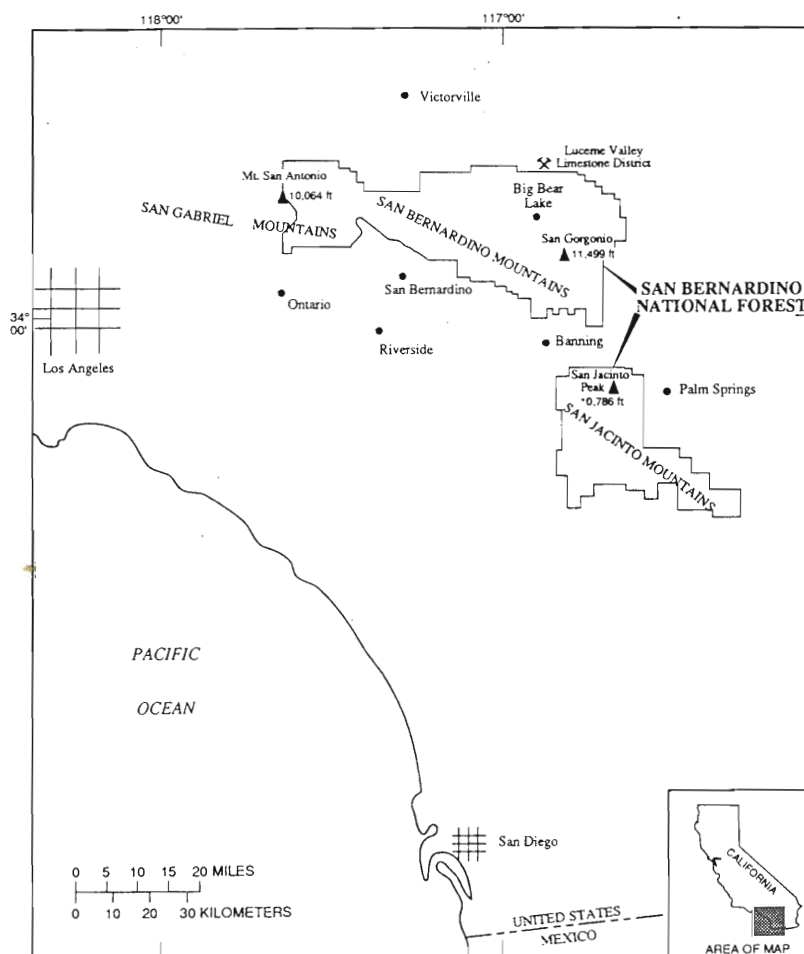 118°00'
117°00'
Victorville
Lucerne Valley
Limestone District
Mt. San Antonio
10,064 ft
Big Bear
Lake
SAN GABRIEL MOUNTAINS
SAN BERNARDINO MOUNTAINS
San Gorgonio
11,499 ft
SAN BERNARDINO
NATIONAL FOREST
San Bernardino
Ontario
34°
00'
Riverside
Banning
Los Angeles
San Jacinto
Peak
"0,786 ft
Palm Springs
SAN JACINTO MOUNTAINS
PACIFIC
OCEAN
San Diego
0 5 10 15 20 MILES
0 10 20 30 KILOMETERS
UNITED STATES
MEXICO
CALIFORNIA
AREA OF MAP